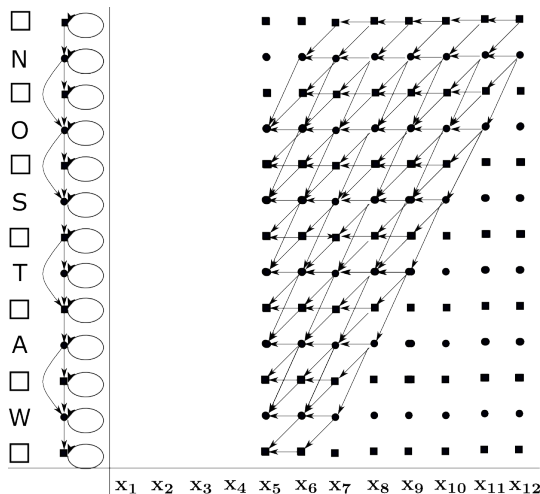 □
N
□
O
□
S
□
T
□
A
□
W
□
x₁ x₂ x₃ x₄ x₅ x₆ x₇ x₈ x₉ x₁₀ x₁₁ x₁₂